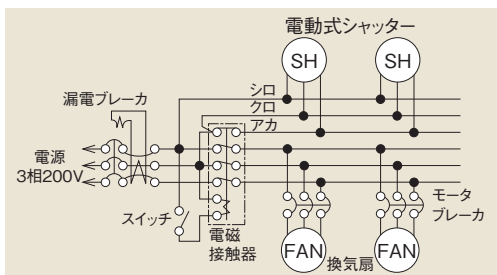 電動式シャッター
SH
SH
シロ
クロ
アカ
漏電ブレーカ
電源
3相200V
スイッチ
電磁
接触器
モータ
ブレーカ
FAN
換気扇
FAN